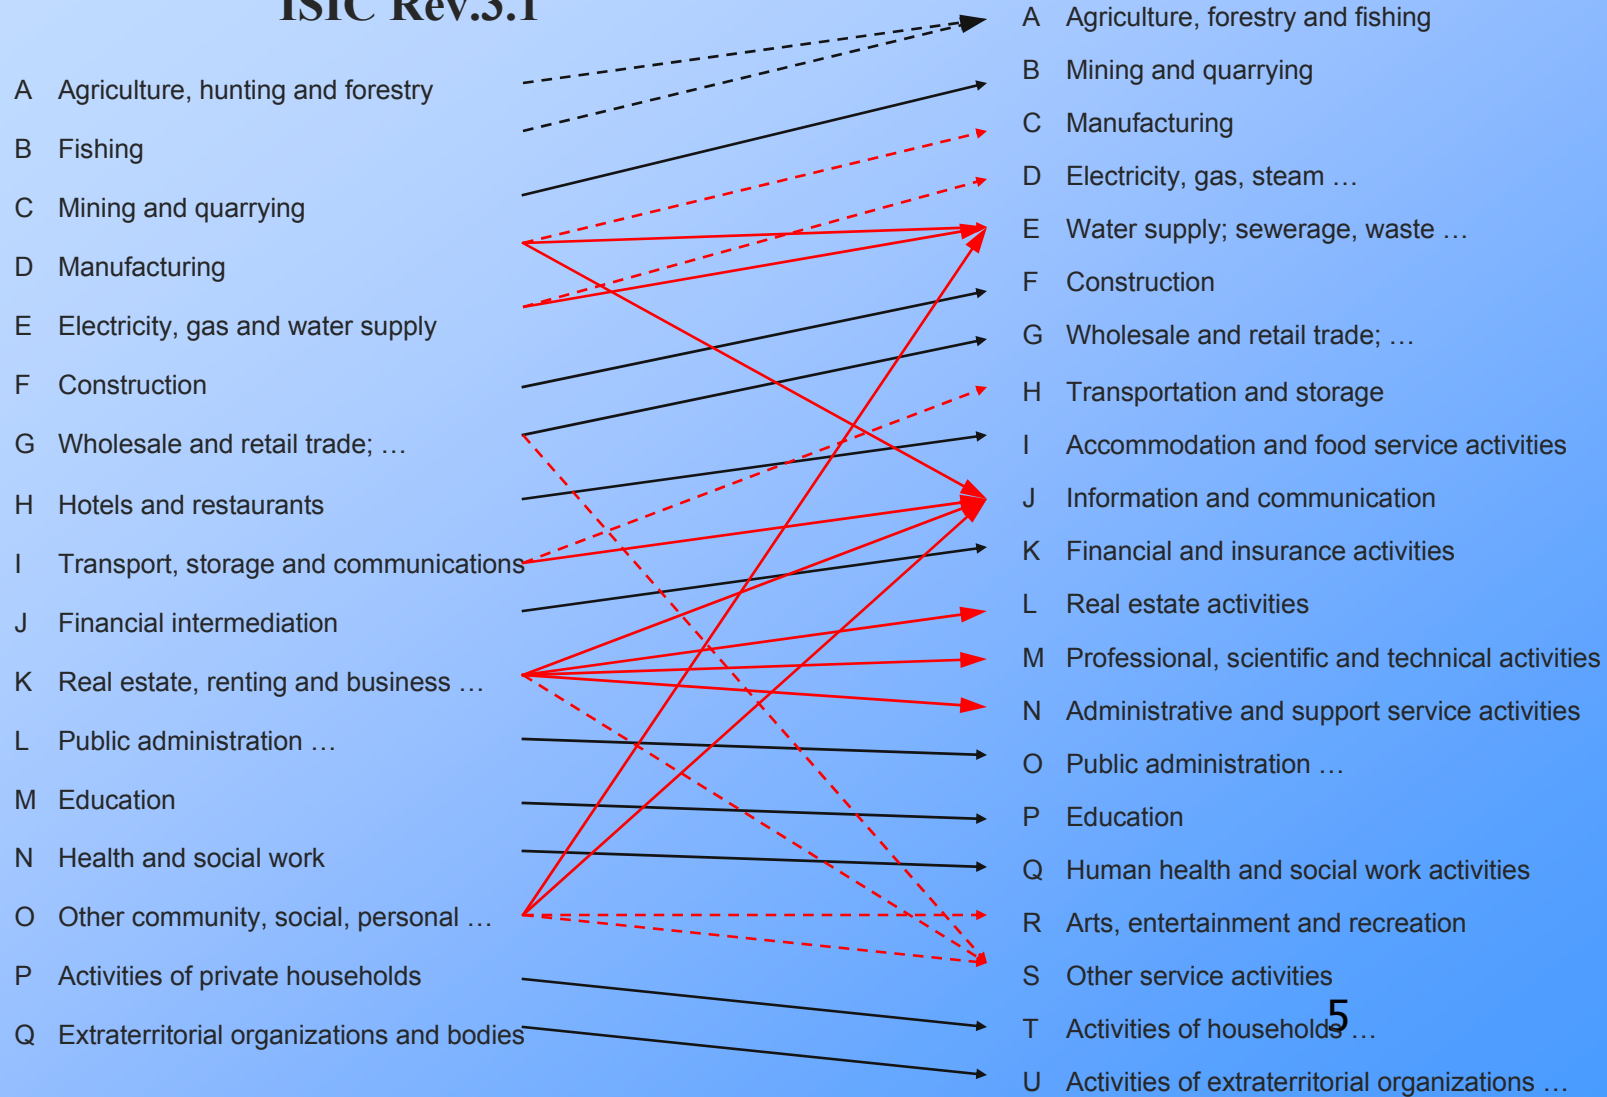 ISIC Rev.3.1
A Agriculture, hunting and forestry
B Fishing
C Mining and quarrying
D Manufacturing
E Electricity, gas and water supply
F Construction
G Wholesale and retail trade; …
H Hotels and restaurants
I Transport, storage and communications
J Financial intermediation
K Real estate, renting and business …
L Public administration …
M Education
N Health and social work
O Other community, social, personal …
P Activities of private households
Q Extraterritorial organizations and bodies
A Agriculture, forestry and fishing
B Mining and quarrying
C Manufacturing
D Electricity, gas, steam …
E Water supply; sewerage, waste …
F Construction
G Wholesale and retail trade; …
H Transportation and storage
I Accommodation and food service activities
J Information and communication
K Financial and insurance activities
L Real estate activities
M Professional, scientific and technical activities
N Administrative and support service activities
O Public administration …
P Education
Q Human health and social work activities
R Arts, entertainment and recreation
S Other service activities
T Activities of households …
U Activities of extraterritorial organizations …
5